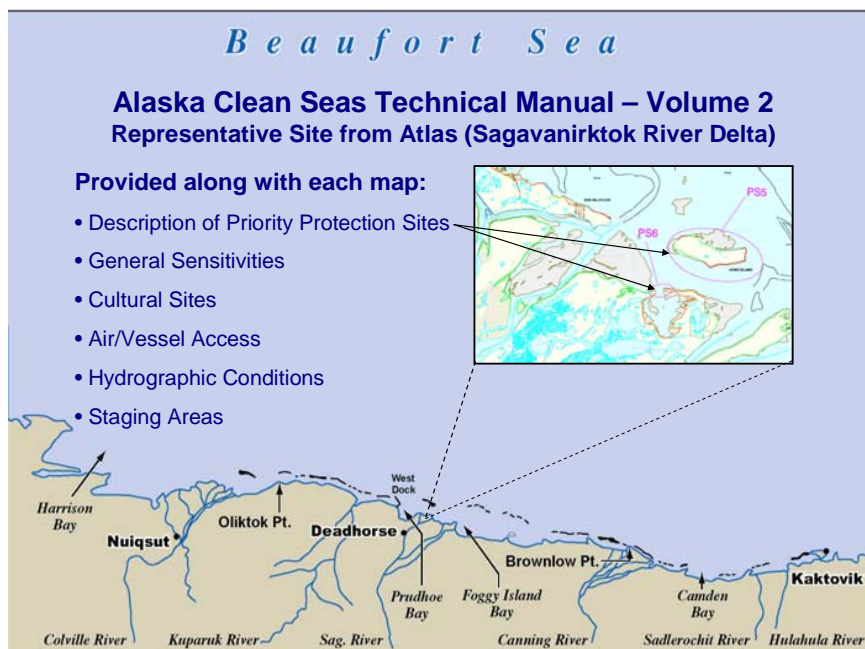 Beaufort Sea
Alaska Clean Seas Technical Manual – Volume 2
Representative Site from Atlas (Sagavanirktok River Delta)
Provided along with each map:
• Description of Priority Protection Sites
• General Sensitivities
• Cultural Sites
• Air/Vessel Access
• Hydrographic Conditions
• Staging Areas
PS5
PS6
West
Dock
Harrison
Bay
Nuiqsut
Oliktok Pt.
Deadhorse
Prudhoe
Bay
Foggy Island
Bay
Brownlow Pt.
Camden
Bay
Kaktovik
Colville River
Kuparuk River
Sag. River
Canning River
Sadlerochit River
Hulahula River